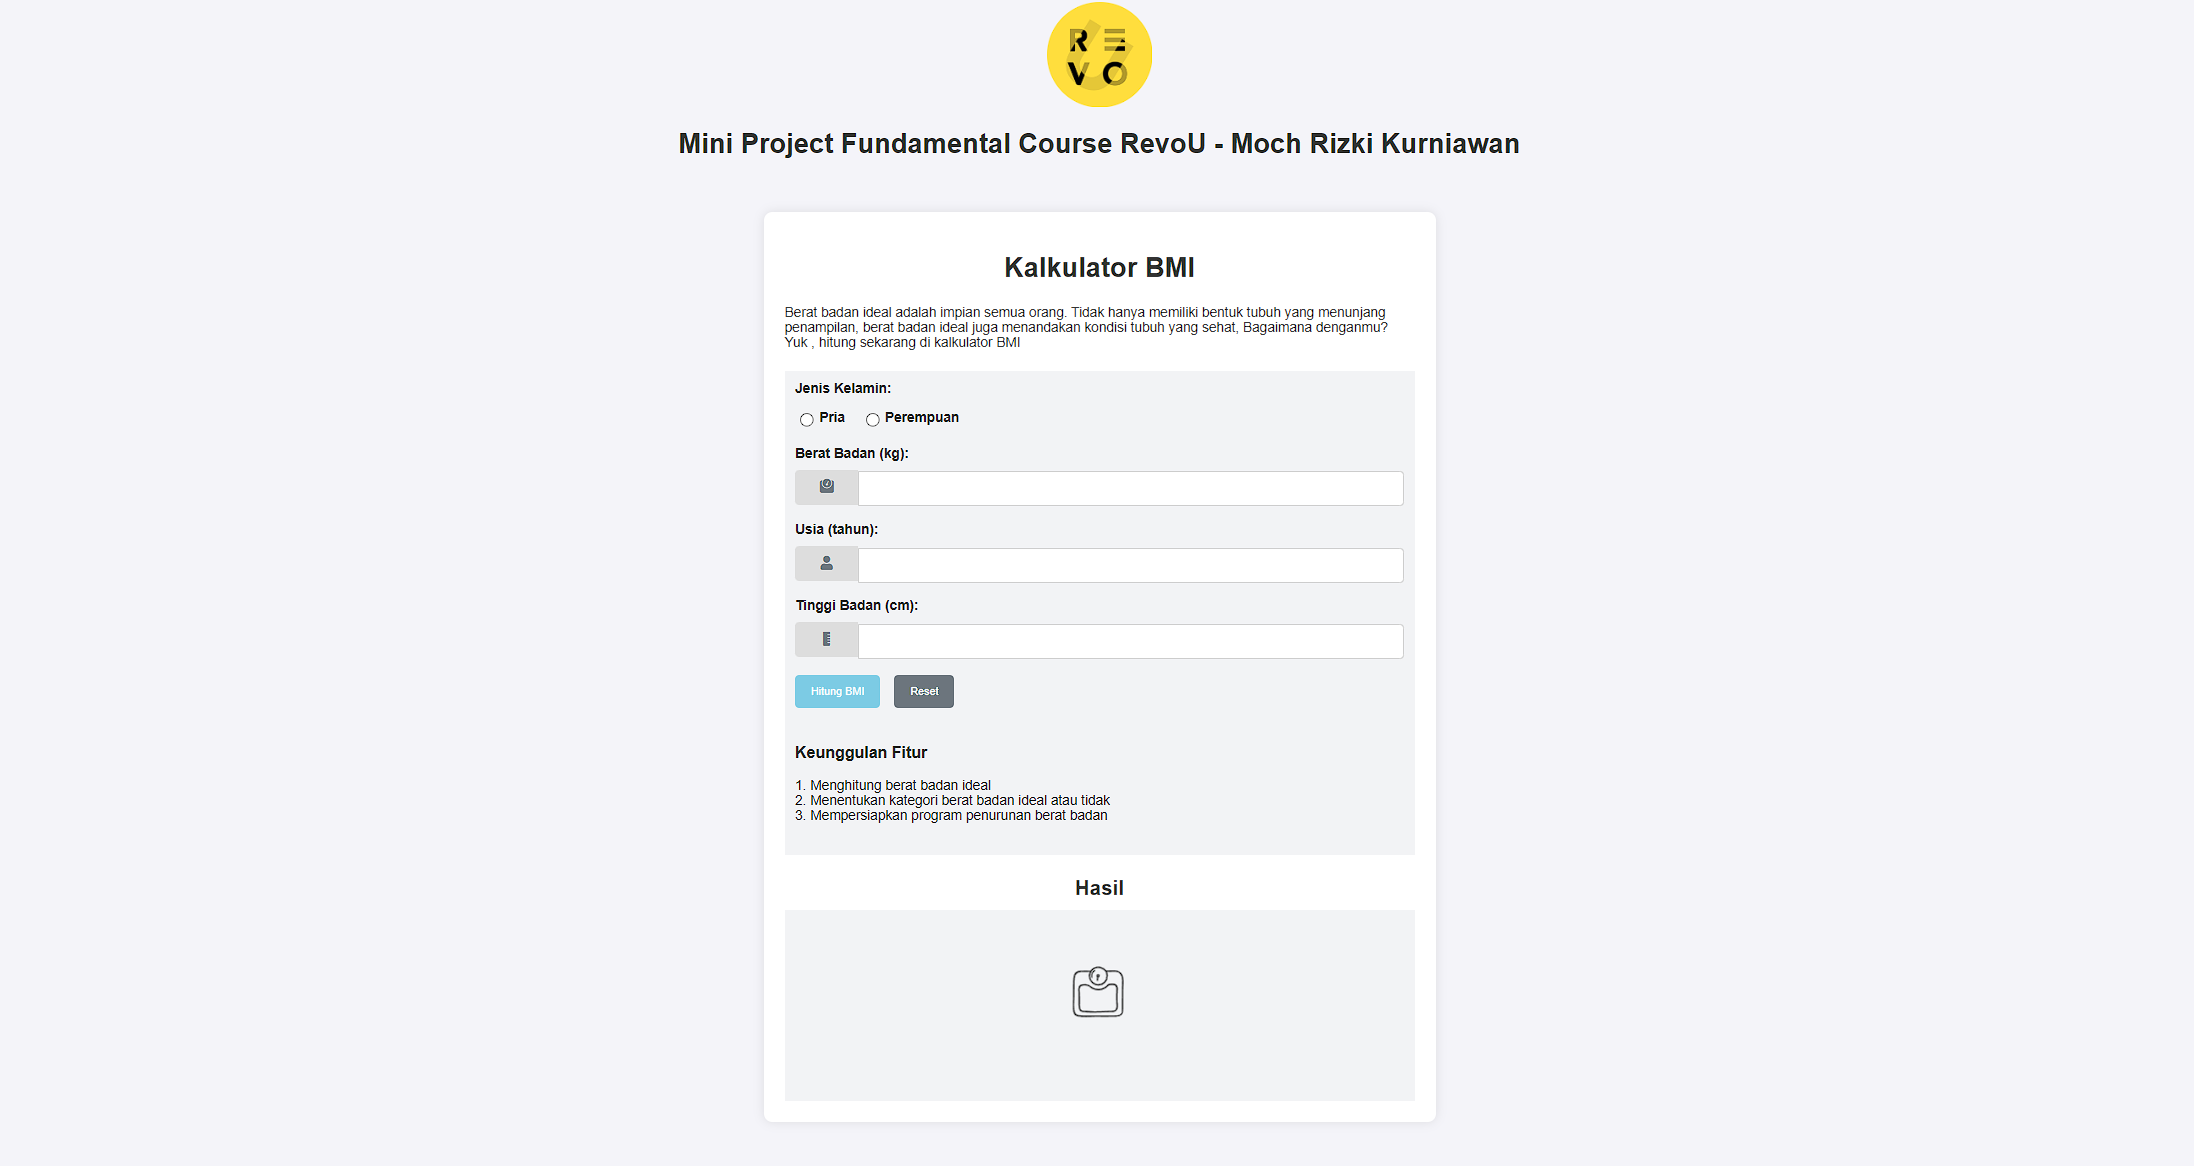 RE
VO
Mini Project Fundamental Course RevoU - Moch Rizki Kurniawan
Kalkulator BMI
Berat badan ideal adalah impian semua orang. Tidak hanya memiliki bentuk tubuh yang menunjang
penampilan, berat badan ideal juga menandakan kondisi tubuh yang sehat, Bagaimana denganmu?
Yuk , hitung sekarang di kalkulator BMI
Jenis Kelamin:
Pria Perempuan
Berat Badan (kg):
Usia (tahun):
Tinggi Badan (cm):
Hitung BMI Reset
Keunggulan Fitur
1. Menghitung berat badan ideal
2. Menentukan kategori berat badan ideal atau tidak
3. Mempersiapkan program penurunan berat badan
Hasil